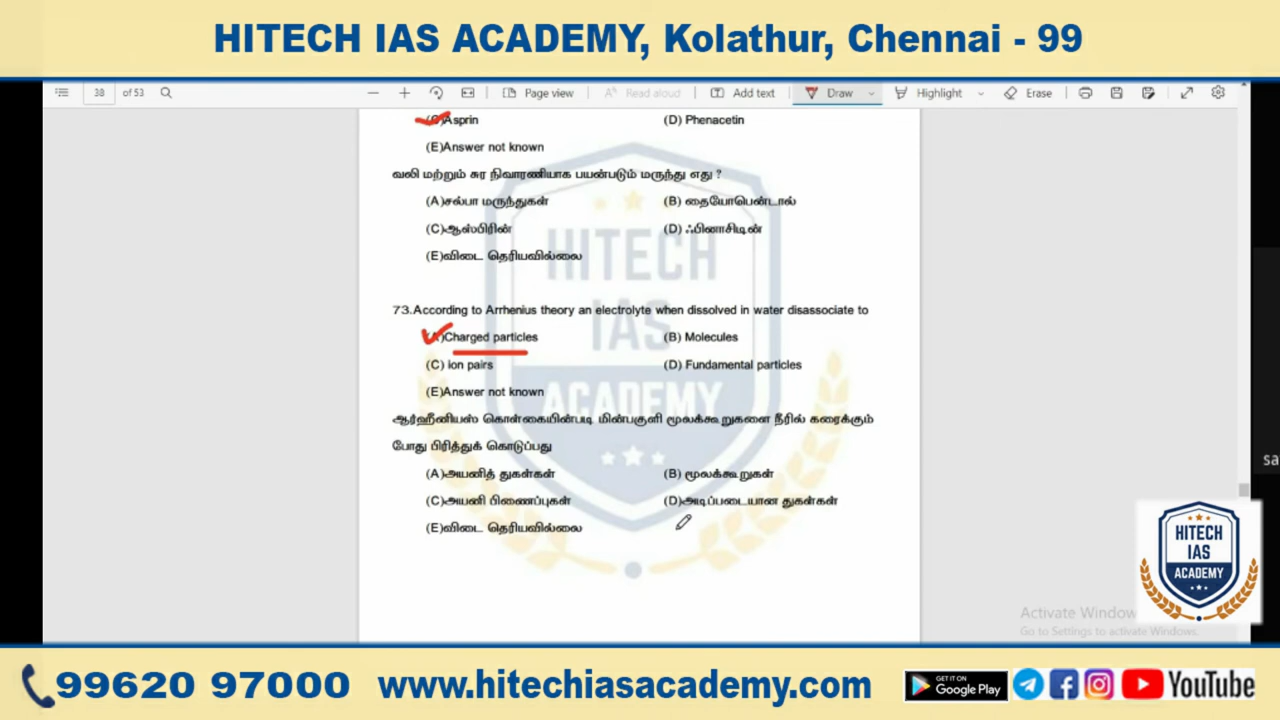 HITECH IAS ACADEMY, Kolathur, Chennai - 99
38 of 53 Page view Read aloud Add text Draw Highlight Erase
Asprin (D) Phenacetin
(E)Answer not known
வலி மற்றும் சுர நிவாரணியாக பயன்படும் மருந்து எது ?
(A)சல்பா மருந்துகள் (B) தையோபென்டால்
(C)ஆஸ்பிரின் (D) ஃபினாசிடின்
(E)விடை தெரியவில்லை
73.According to Arrhenius theory an electrolyte when dissolved in water disassociate to
(A)Charged particles (B) Molecules
(C) ion pairs (D) Fundamental particles
(E)Answer not known
ஆர்ஹீனியஸ் கொள்கையின்படி மின்பகுளி மூலக்கூறுகளை நீரில் கரைக்கும்
போது பிரித்துக் கொடுப்பது
(A)அயனித் துகள்கள் (B) மூலக்கூறுகள்
(C)அயனி பிணைப்புகள் (D)அடிப்படையான துகள்கள்
(E)விடை தெரியவில்லை
HITECH
IAS
ACADEMY
sa
HITECH
IAS
ACADEMY
Activate Window
Go to Settings to activate Windows.
99620 97000 www.hitechiasacademy.com GET IT ON Google Play YouTube